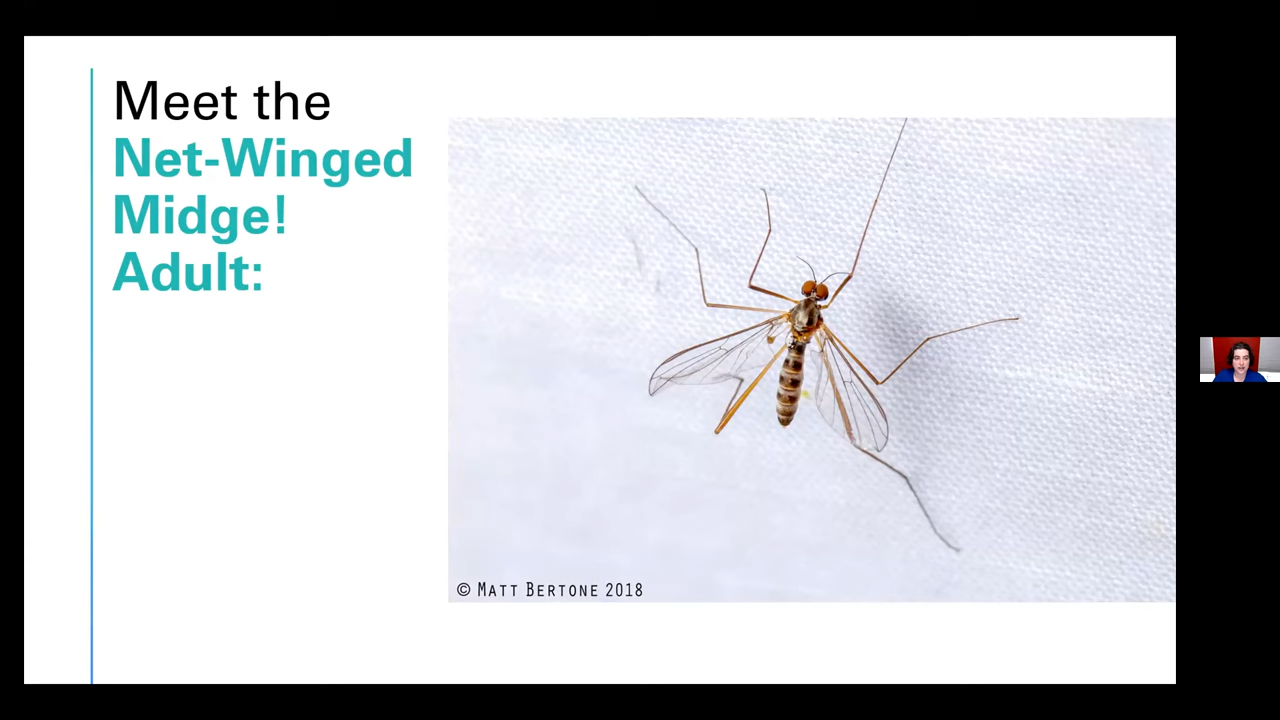 Meet the
Net-Winged
Midge!
Adult:
© MATT BERTONE 2018